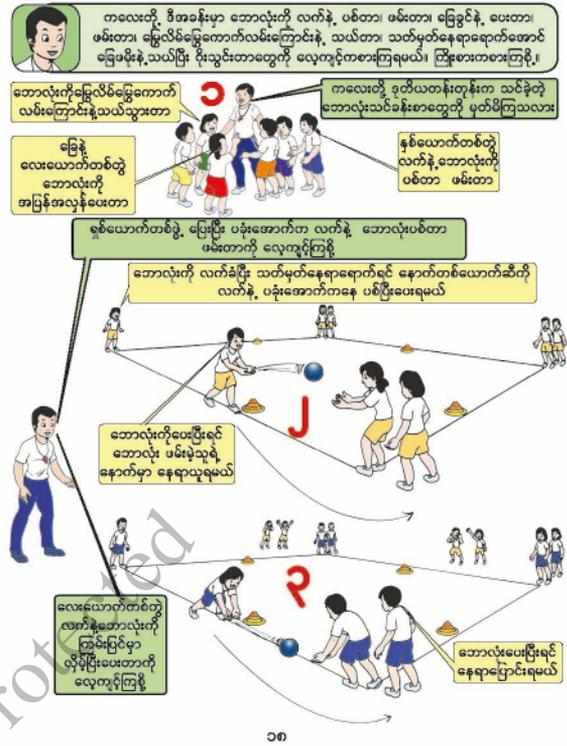 ကလေးတို့ ဒီအခန်းမှာ ဘောလုံးကို လက်နဲ့ ပစ်တာ၊ ဖမ်းတာ၊ ခြေခွင်နဲ့ ပေးတာ၊
ဖမ်းတာ၊ မြွေလိမ်မြွေကောက်လမ်းကြောင်းနဲ့ သယ်တာ၊ သတ်မှတ်နေရာရောက်အောင်
ခြေဖမိုးနဲ့သယ်ပြီး ဂိုးသွင်းတာတွေကို လေ့ကျင့်ကစားကြရမယ်။ ကြိုးစားကစားကြစို့။
ဘောလုံးကိုမြွေလိမ်မြွေကောက်
လမ်းကြောင်းနဲ့သယ်သွားတာ
၁
ကလေးတို့ ဒုတိယတန်းတုန်းက သင်ခဲ့တဲ့
ဘောလုံးသင်ခန်းစာတွေကို မှတ်မိကြသလား
ခြေနဲ့
လေးယောက်တစ်တွဲ
ဘောလုံးကို
အပြန်အလှန်ပေးတာ
နှစ်ယောက်တစ်တွဲ
လက်နဲ့ဘောလုံးကို
ပစ်တာ ဖမ်းတာ
ရှစ်ယောက်တစ်ဖွဲ့ ပြေးပြီး ပခုံးအောက်က လက်နဲ့ ဘောလုံးပစ်တာ
ဖမ်းတာကို လေ့ကျင့်ကြစို့
ဘောလုံးကို လက်ခံပြီး သတ်မှတ်နေရာရောက်ရင် နောက်တစ်ယောက်ဆီကို
လက်နဲ့ ပခုံးအောက်ကနေ ပစ်ပြီးပေးရမယ်
၂
ဘောလုံးကိုပေးပြီးရင်
ဘောလုံး ဖမ်းမဲ့သူရဲ့
နောက်မှာ နေရာယူရမယ်
၃
လေးယောက်တစ်တွဲ
လက်နဲ့ဘောလုံးကို
ကြမ်းပြင်မှာ
လှိမ့်ပြီးပေးတာကို
လေ့ကျင့်ကြစို့
ဘောလုံးပေးပြီးရင်
နေရာပြောင်းရမယ်
rotected
၁၈